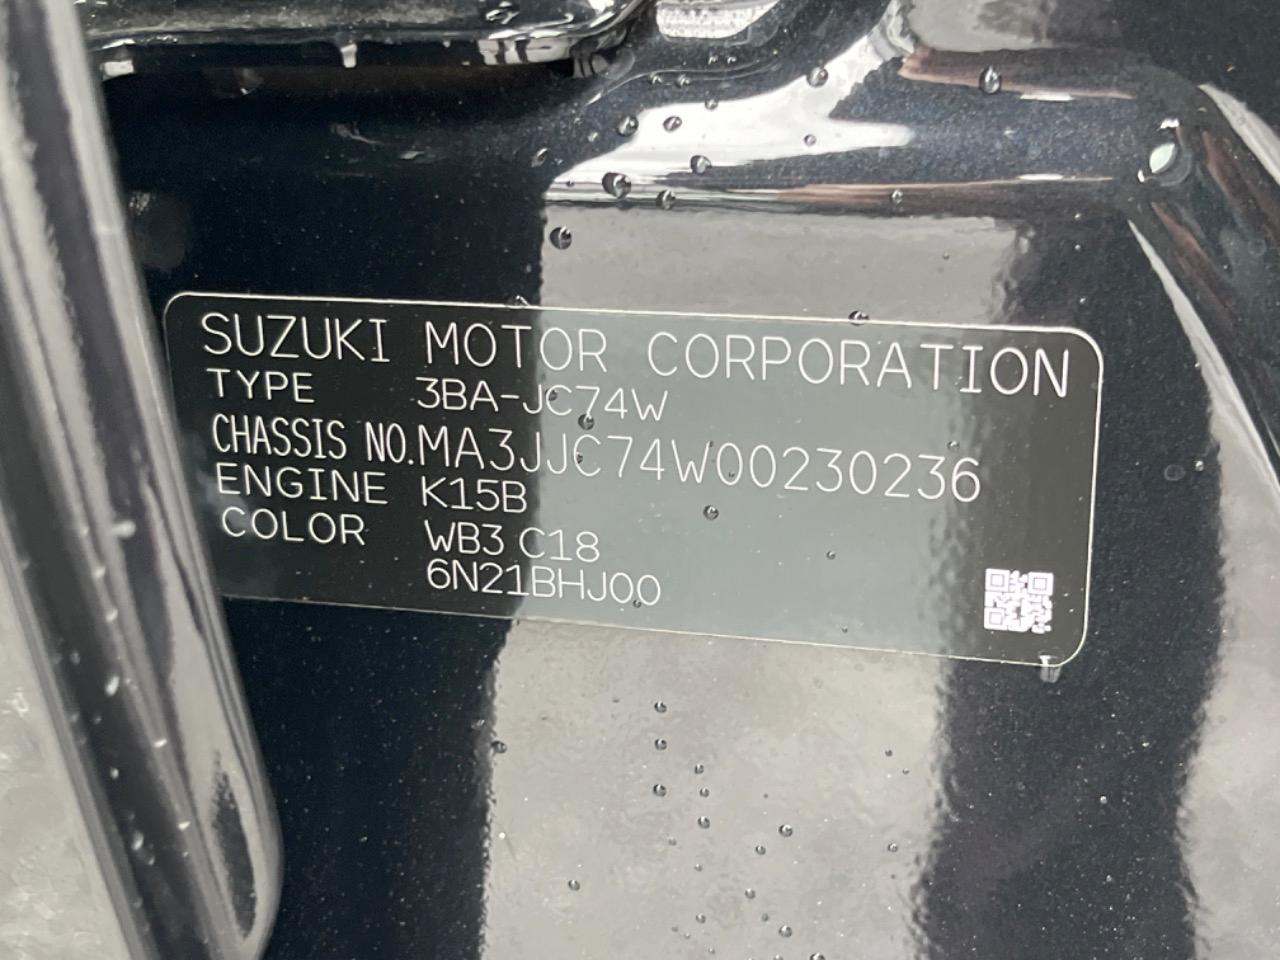 SUZUKI MOTOR CORPORATION
TYPE 3BA-JC74W
CHASSIS NO. MA3JJC74W00230236
ENGINE K15B
COLOR WB3 C18
6N21BHJ00